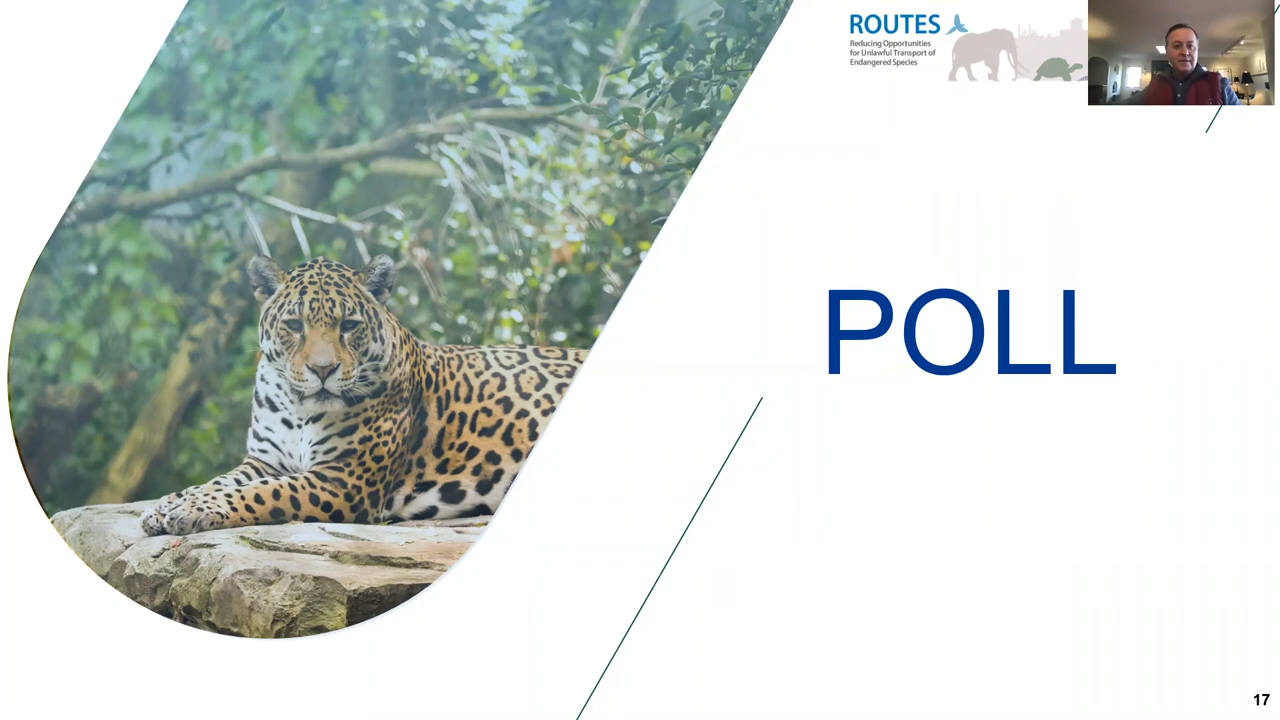 ROUTES
Reducing Opportunities
for Unlawful Transport of
Endangered Species
POLL
17